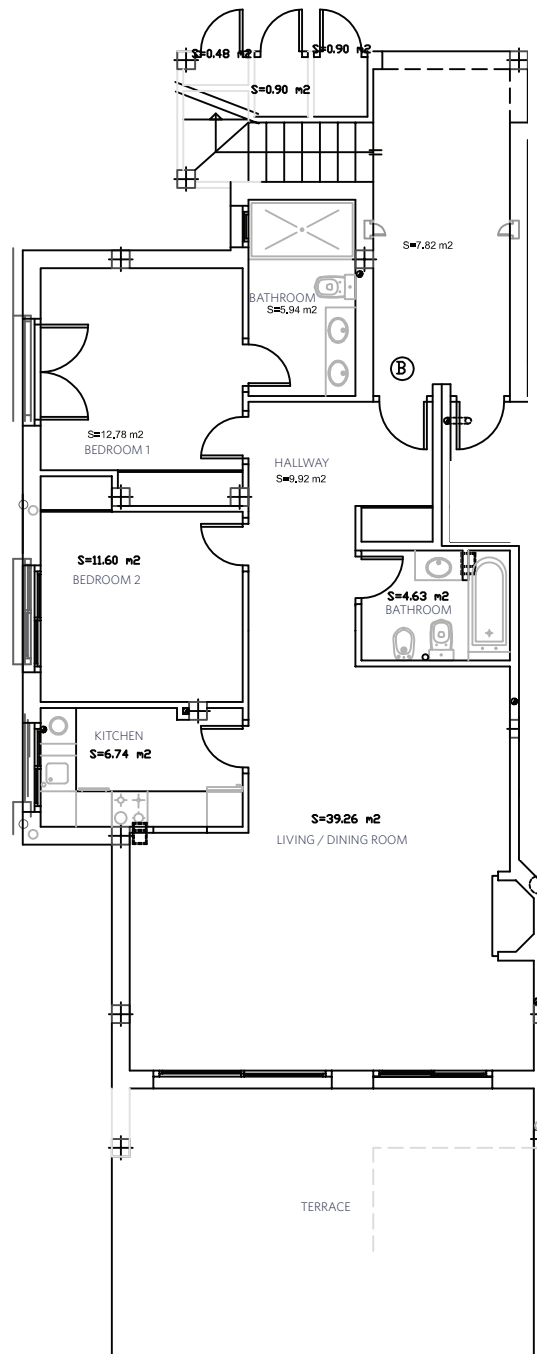 S=0.48 m2
S=0.90 m2
S=0.90 m2
S=7.82 m2
BATHROOM
S=5.94 m2
B
S=12.78 m2
BEDROOM 1
HALLWAY
S=9.92 m2
S=11.60 m2
BEDROOM 2
S=4.63 m2
BATHROOM
KITCHEN
S=6.74 m2
S=39.26 m2
LIVING / DINING ROOM
TERRACE